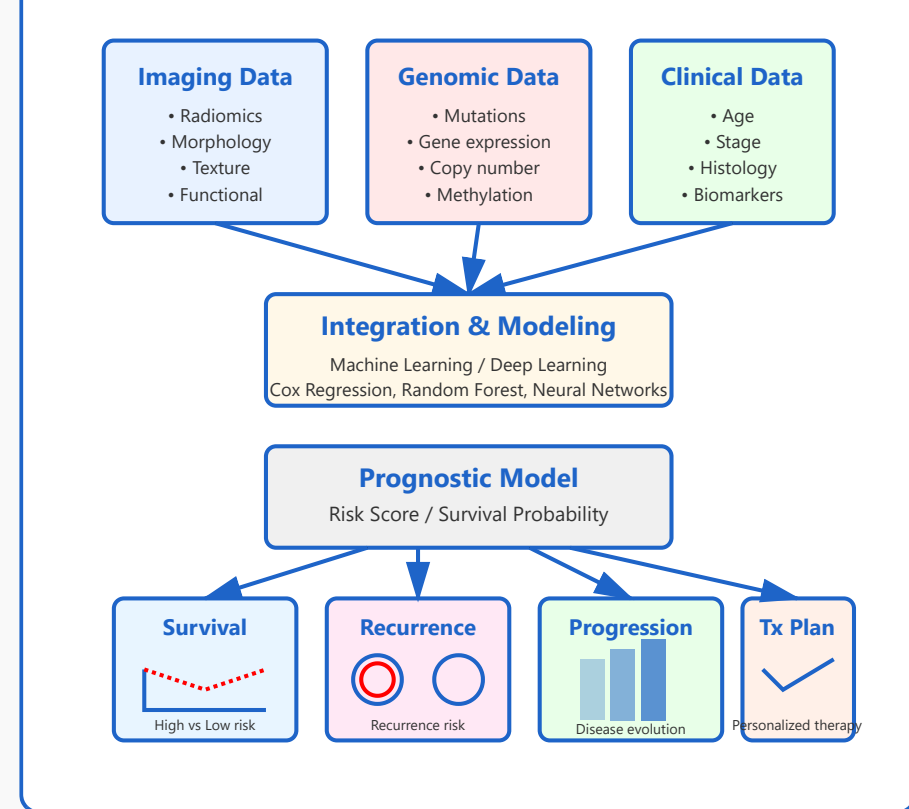 Imaging Data
• Radiomics
• Morphology
• Texture
• Functional
Genomic Data
• Mutations
• Gene expression
• Copy number
• Methylation
Clinical Data
• Age
• Stage
• Histology
• Biomarkers
Integration & Modeling
Machine Learning / Deep Learning
Cox Regression, Random Forest, Neural Networks
Prognostic Model
Risk Score / Survival Probability
Survival
High vs Low risk
Recurrence
Recurrence risk
Progression
Disease evolution
Tx Plan
Personalized therapy